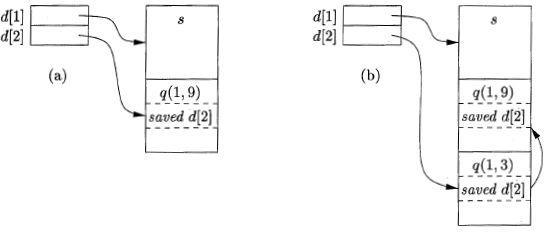 d[1]
d[2]
s
q(1,9)
saved d[2]
(a)
d[1]
d[2]
s
q(1,9)
saved d[2]
q(1,3)
saved d[2]
(b)